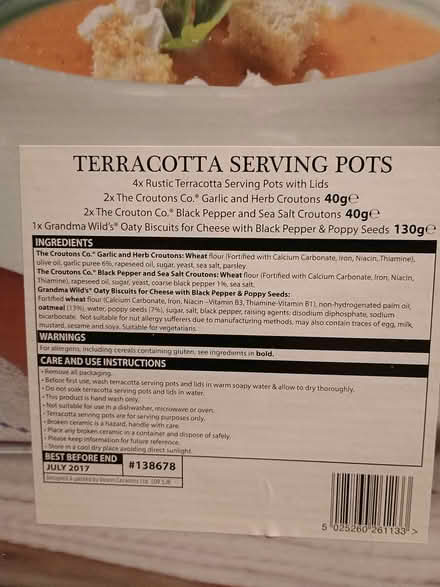 TERRACOTTA SERVING POTS
4x Rustic Terracotta Serving Pots with Lids
2x The Croutons Co.® Garlic and Herb Croutons 40g℮
2x The Crouton Co.® Black Pepper and Sea Salt Croutons 40g℮
1x Grandma Wild's® Oaty Biscuits for Cheese with Black Pepper & Poppy Seeds 130g℮
INGREDIENTS
The Croutons Co.® Garlic and Herb Croutons: Wheat flour (Fortified with Calcium Carbonate, Iron, Niacin, Thiamine),
olive oil, garlic puree 6%, rapeseed oil, sugar, yeast, sea salt, parsley.
The Croutons Co.® Black Pepper and Sea Salt Croutons: Wheat flour (Fortified with Calcium Carbonate, Iron, Niacin,
Thiamine), rapeseed oil, sugar, yeast, coarse black pepper 1%, sea salt.
Grandma Wild's® Oaty Biscuits for Cheese with Black Pepper & Poppy Seeds:
Fortified wheat flour (Calcium Carbonate, Iron, Niacin –Vitamin B3, Thiamine-Vitamin B1), non-hydrogenated palm oil,
oatmeal (13%), water, poppy seeds (7%), sugar, salt, black pepper, raising agents: disodium diphosphate, sodium
bicarbonate. Not suitable for nut allergy sufferers due to manufacturing methods, may also contain traces of egg, milk,
mustard, sesame and soya. Suitable for vegetarians.
WARNINGS
For allergens, including cereals containing gluten, see ingredients in bold.
CARE AND USE INSTRUCTIONS
• Remove all packaging.
• Before first use, wash terracotta serving pots and lids in warm soapy water & allow to dry thoroughly.
• Do not soak terracotta serving pots and lids in water.
• This product is hand wash only.
• Not suitable for use in a dishwasher, microwave or oven.
• Terracotta serving pots are for serving purposes only.
• Broken ceramic is a hazard, handle with care.
• Place any broken ceramic in a container and dispose of safely.
• Please keep information for future reference.
• Store in a cool dry place avoiding direct sunlight.
BEST BEFORE END
JULY 2017
#138678
Designed & packed by
5 025260 261133 >